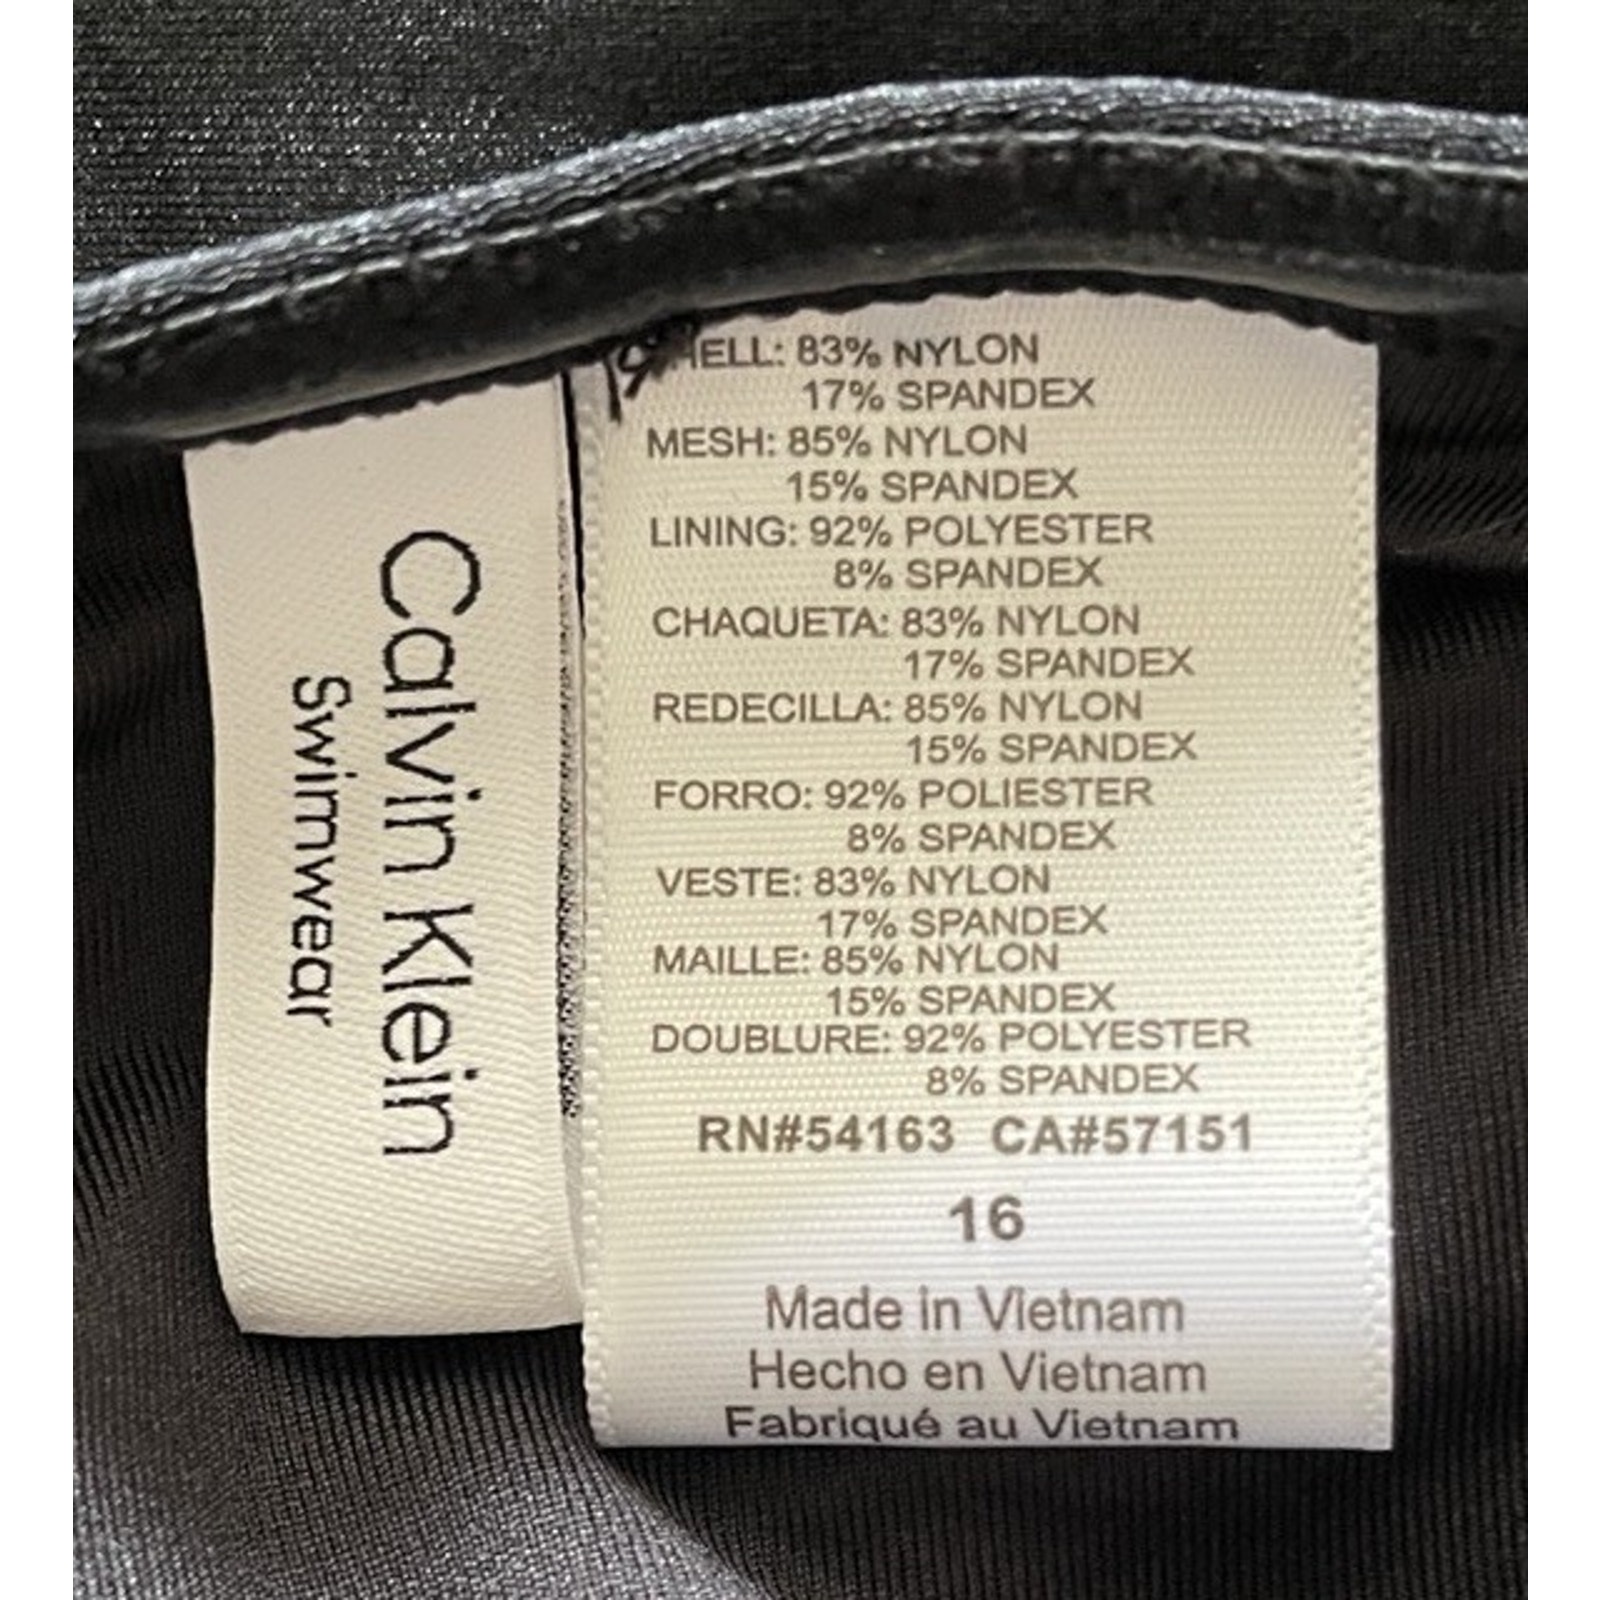 Calvin Klein
Swimwear
HELL: 83% NYLON
17% SPANDEX
MESH: 85% NYLON
15% SPANDEX
LINING: 92% POLYESTER
8% SPANDEX
CHAQUETA: 83% NYLON
17% SPANDEX
REDECILLA: 85% NYLON
15% SPANDEX
FORRO: 92% POLIESTER
8% SPANDEX
VESTE: 83% NYLON
17% SPANDEX
MAILLE: 85% NYLON
15% SPANDEX
DOUBLURE: 92% POLYESTER
8% SPANDEX
RN#54163 CA#57151
16
Made in Vietnam
Hecho en Vietnam
Fabriqué au Vietnam